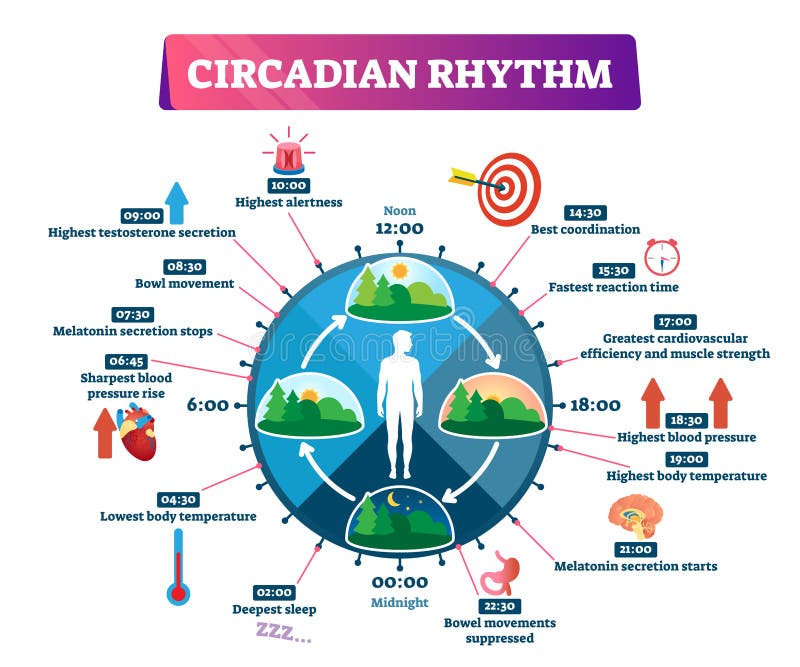 CIRCADIAN RHYTHM
10:00
Highest alertness
09:00
Highest testosterone secretion
08:30
Bowl movement
07:30
Melatonin secretion stops
06:45
Sharpest blood
pressure rise
6:00
04:30
Lowest body temperature
02:00
Deepest sleep
ZZZ...
Noon
12:00
14:30
Best coordination
15:30
Fastest reaction time
17:00
Greatest cardiovascular
efficiency and muscle strength
18:00
18:30
Highest blood pressure
19:00
Highest body temperature
21:00
Melatonin secretion starts
22:30
Bowel movements
suppressed
00:00
Midnight
dreamstime